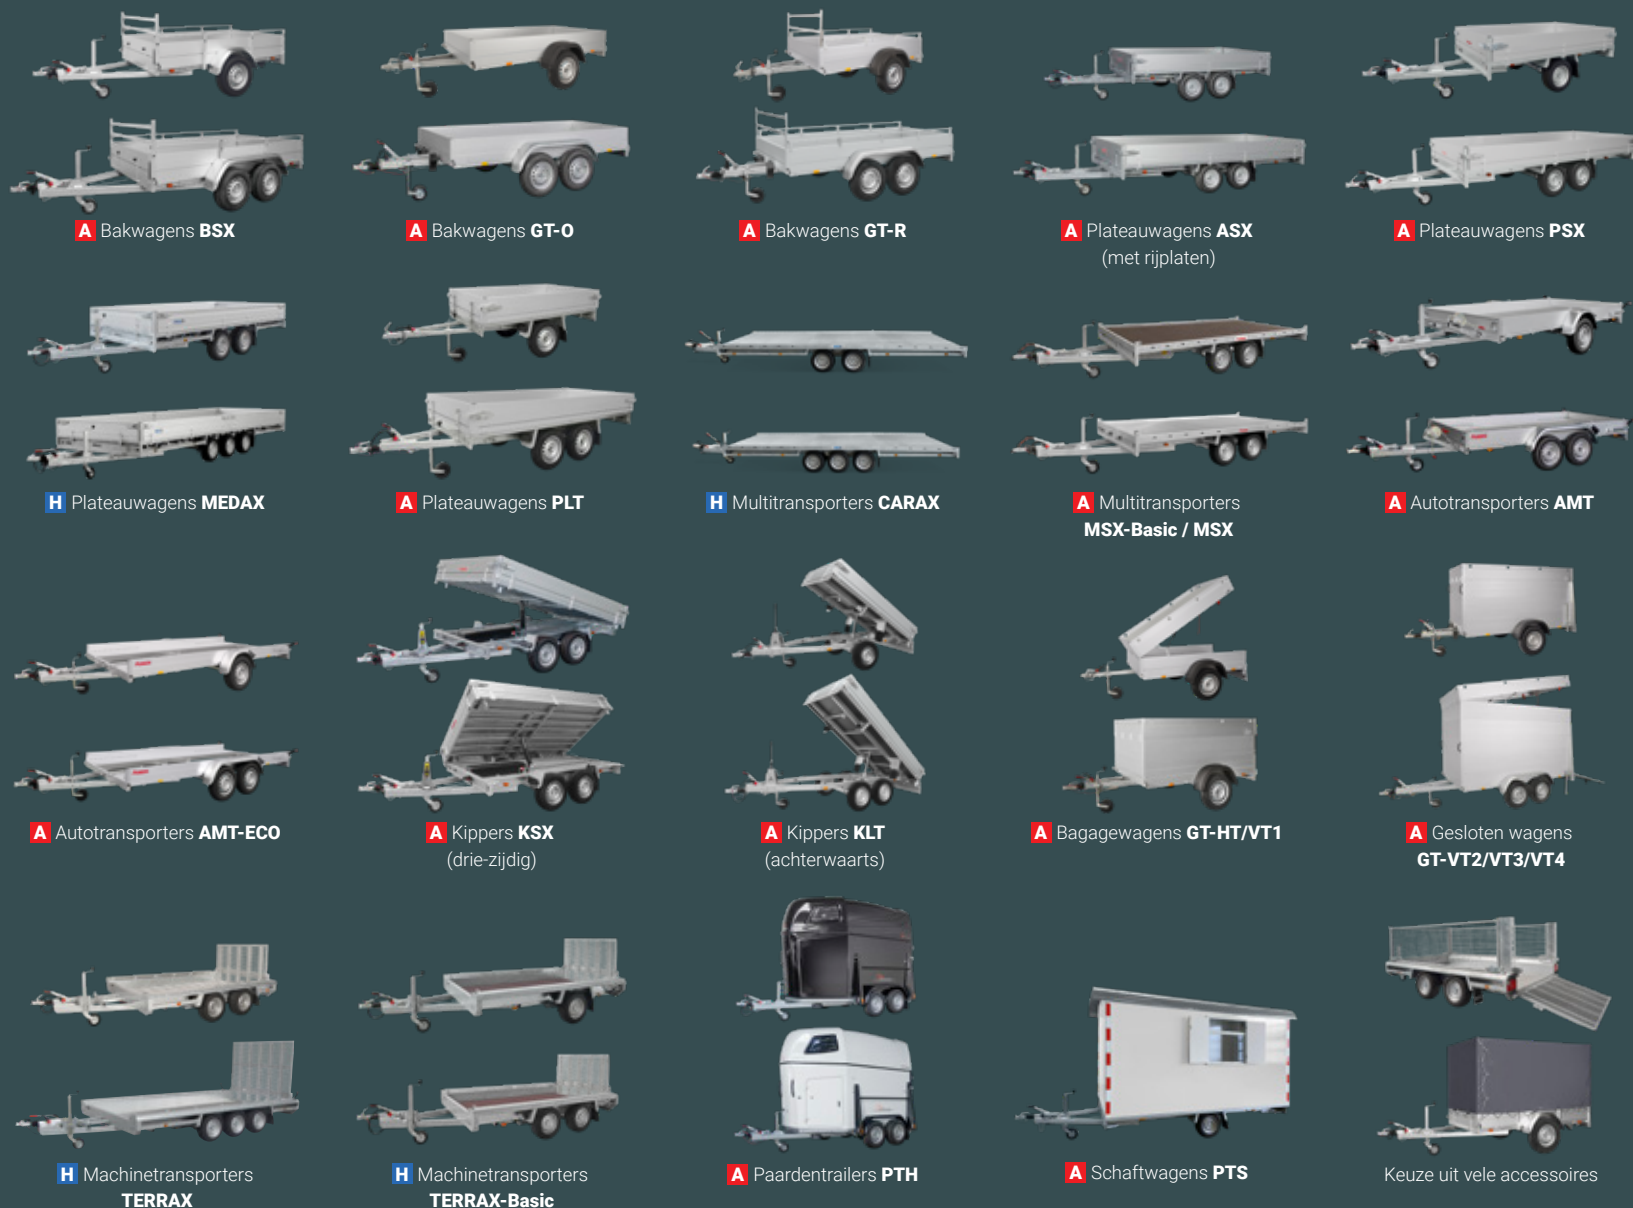 A Bakwagens BSX
A Bakwagens GT-O
A Bakwagens GT-R
A Plateauwagens ASX
(met rijplaten)
A Plateauwagens PSX
H Plateauwagens MEDAX
A Plateauwagens PLT
H Multitransporters CARAX
A Multitransporters
MSX-Basic / MSX
A Autotransporters AMT
A Autotransporters AMT-ECO
A Kippers KSX
(drie-zijdig)
A Kippers KLT
(achterwaarts)
A Bagagewagens GT-HT/VT1
A Gesloten wagens
GT-VT2/VT3/VT4
H Machinetransporters
TERRAX
H Machinetransporters
TERRAX-Basic
A Paardentrailers PTH
A Schaftwagens PTS
Keuze uit vele accessoires